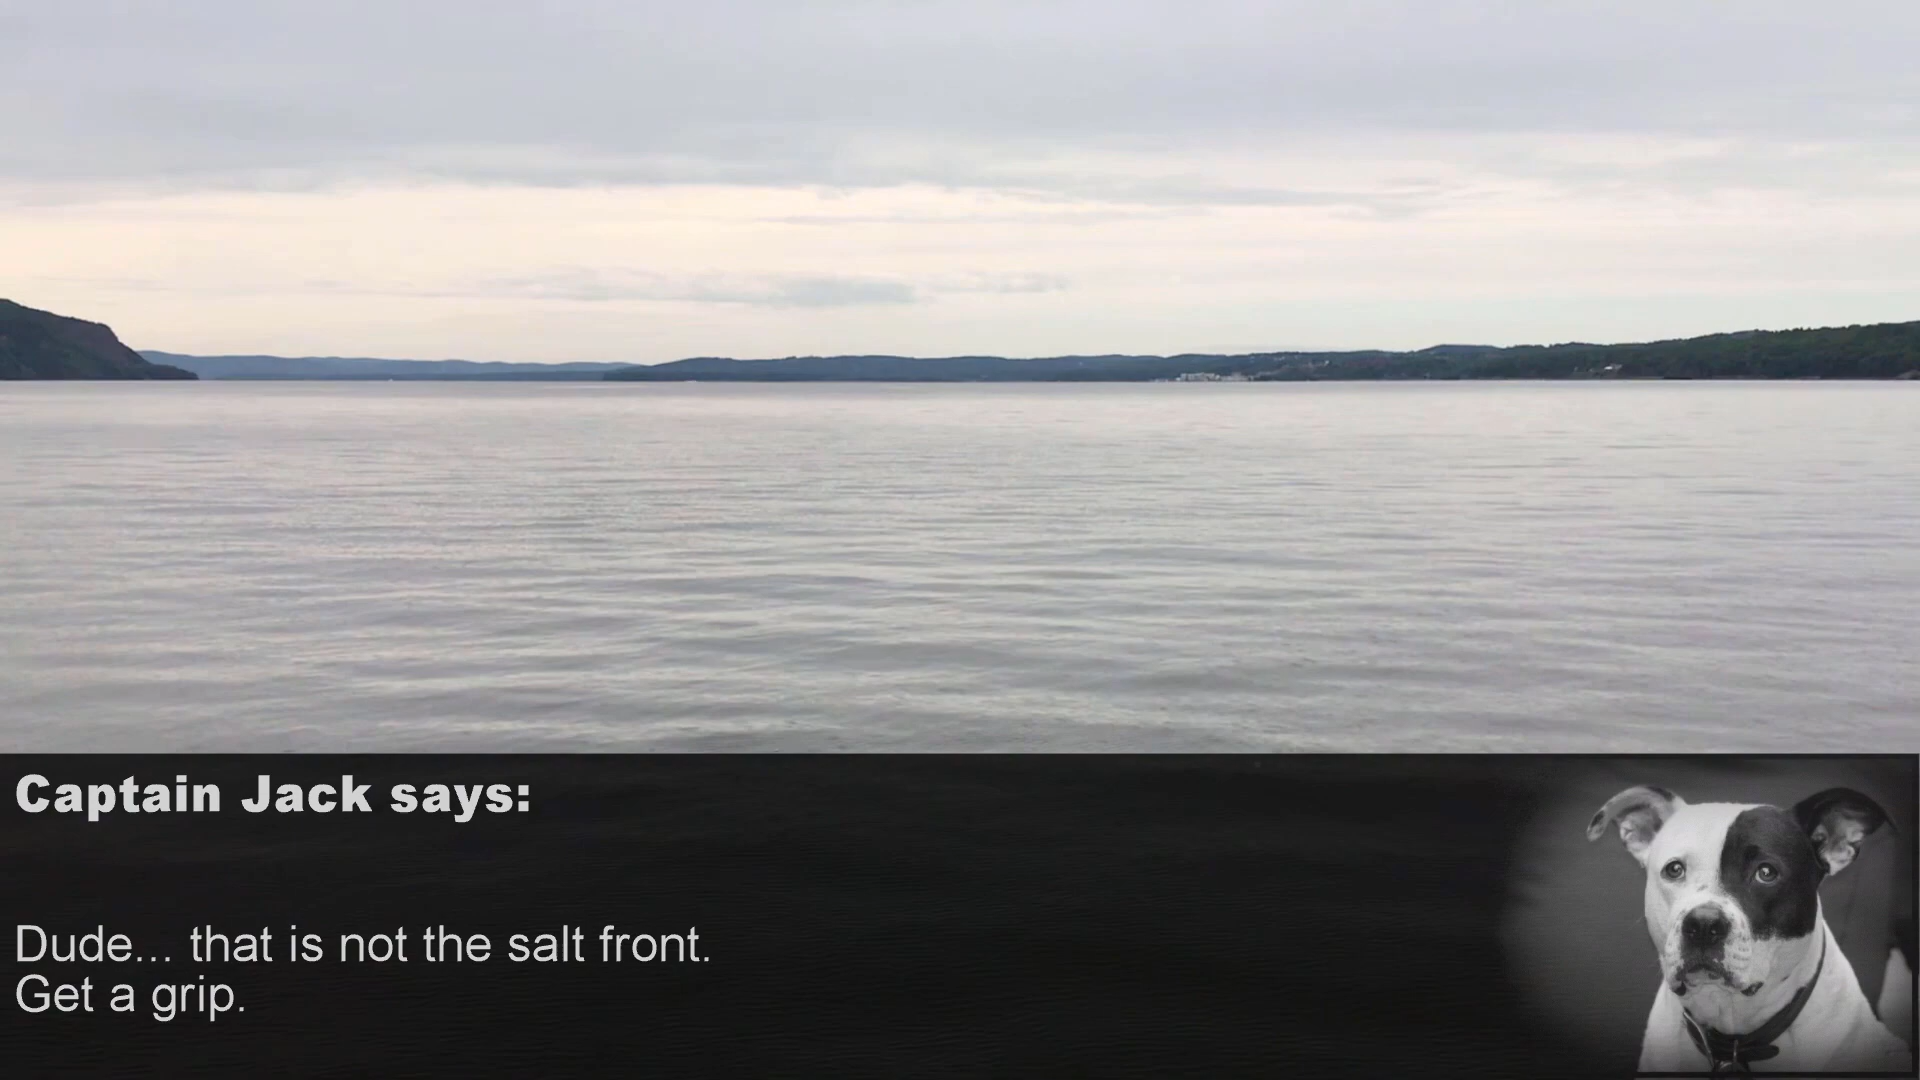 Captain Jack says:
Dude... that is not the salt front.
Get a grip.